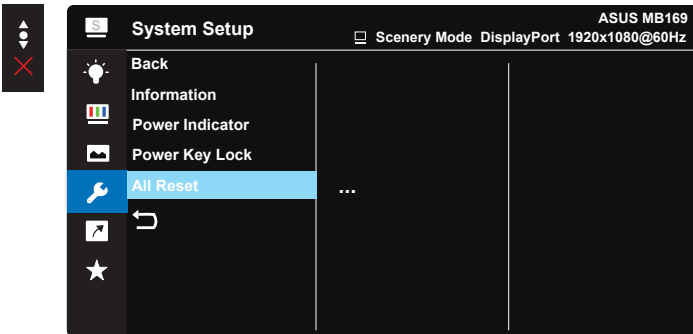 S
System Setup
ASUS MB169
Scenery Mode DisplayPort 1920x1080@60Hz
Back
Information
Power Indicator
Power Key Lock
All Reset
...